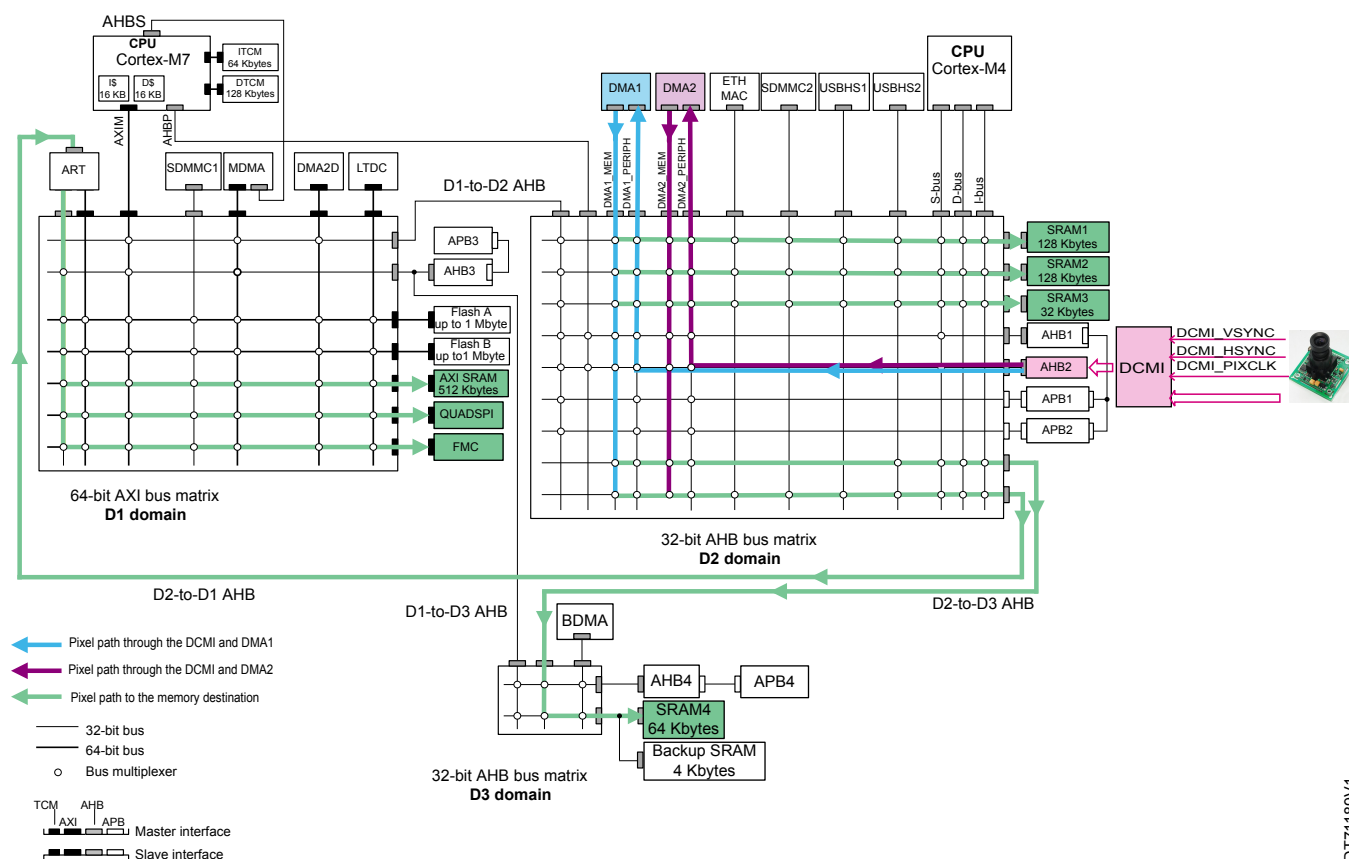 AHBS
CPU
Cortex-M7
I$
16 KB
D$
16 KB
ITCM
64 Kbytes
DTCM
128 Kbytes
AXIM
AHBP
ART
SDMMC1
MDMA
DMA2D
LTDC
D1-to-D2 AHB
APB3
AHB3
Flash A
up to 1 Mbyte
Flash B
up to1 Mbyte
AXI SRAM
512 Kbytes
QUADSPI
FMC
64-bit AXI bus matrix
D1 domain
DMA1
DMA2
ETH
MAC
SDMMC2
USBHS1
USBHS2
CPU
Cortex-M4
DMA1_MEM
DMA1_PERIPH
DMA2_MEM
DMA2_PERIPH
S-bus
D-bus
I-bus
SRAM1
128 Kbytes
SRAM2
128 Kbytes
SRAM3
32 Kbytes
AHB1
AHB2
APB1
APB2
DCMI
DCMI_VSYNC
DCMI_HSYNC
DCMI_PIXCLK
32-bit AHB bus matrix
D2 domain
D2-to-D1 AHB
D1-to-D3 AHB
D2-to-D3 AHB
BDMA
AHB4
APB4
SRAM4
64 Kbytes
Backup SRAM
4 Kbytes
32-bit AHB bus matrix
D3 domain
Pixel path through the DCMI and DMA1
Pixel path through the DCMI and DMA2
Pixel path to the memory destination
32-bit bus
64-bit bus
Bus multiplexer
TCM
AHB
AXI
APB
Master interface
Slave interface